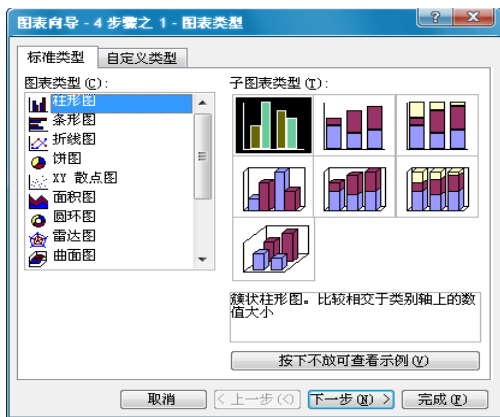 图表向导 - 4 步骤之 1 - 图表类型
标准类型 自定义类型
图表类型(C):
柱形图
条形图
折线图
饼图
XY 散点图
面积图
圆环图
雷达图
曲面图
子图表类型(T):
簇状柱形图。比较相交于类别轴上的数
值大小
按下不放可查看示例(V)
取消 < 上一步(<) 下一步(N) > 完成(F)